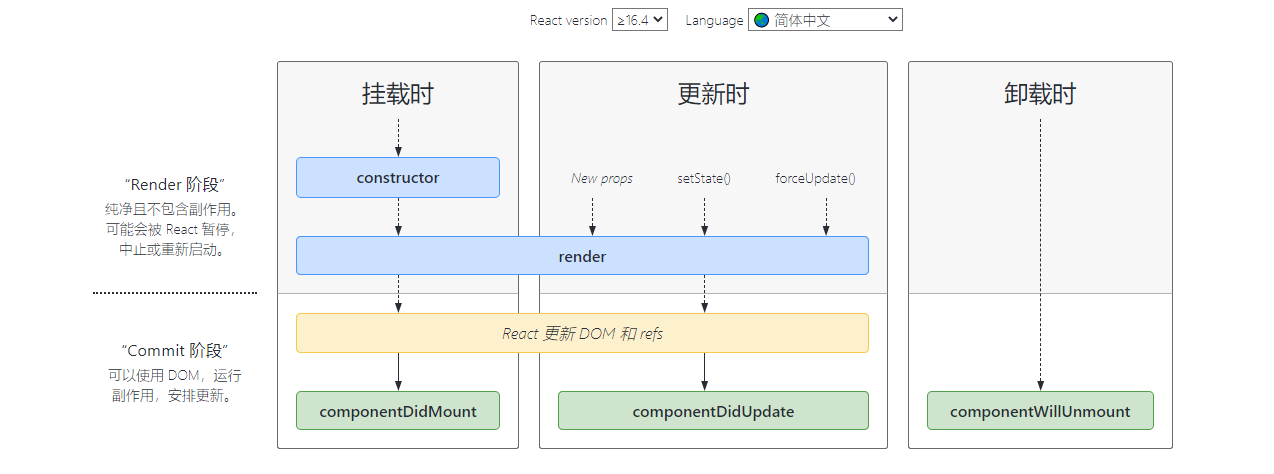 React version ≥16.4 Language 简体中文
挂载时
更新时
卸载时
“Render 阶段”
纯净且不包含副作用。
可能会被 React 暂停，
中止或重新启动。
constructor
New props
setState()
forceUpdate()
render
“Commit 阶段”
可以使用 DOM，运行
副作用，安排更新。
React 更新 DOM 和 refs
componentDidMount
componentDidUpdate
componentWillUnmount